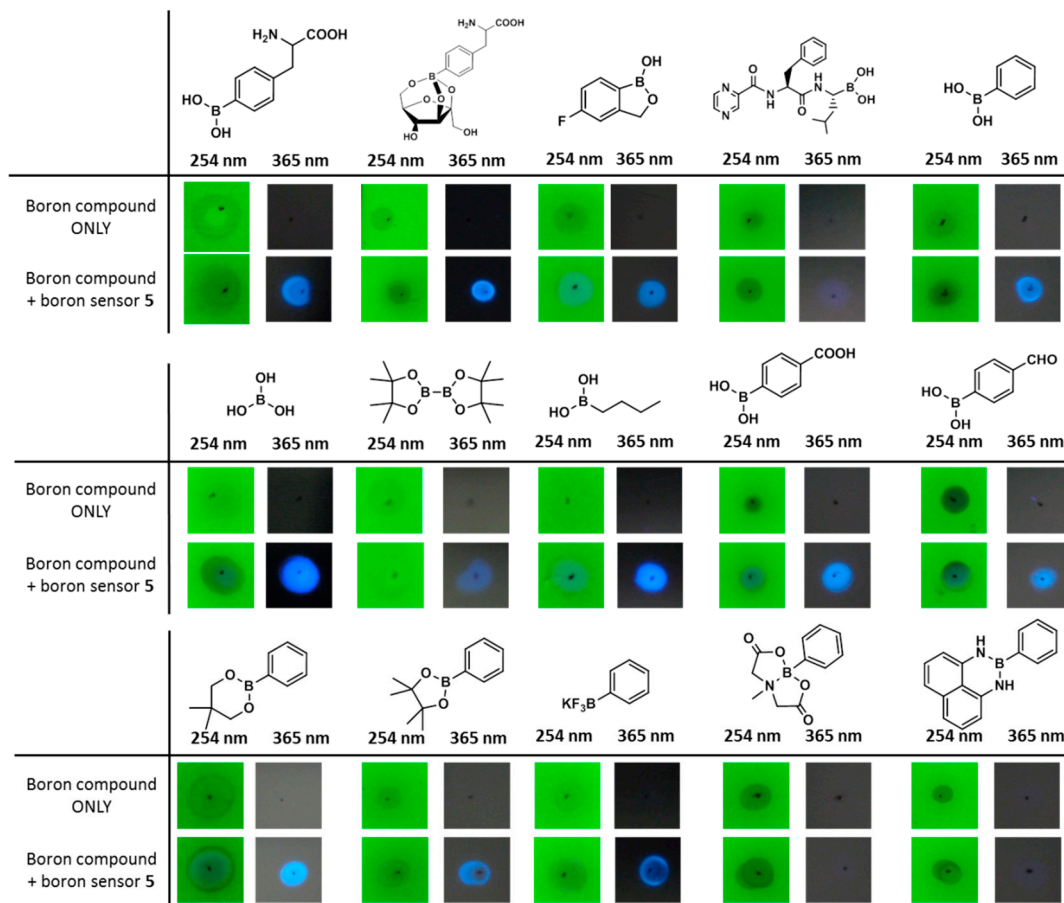 H₂N COOH
HO B
OH
H₂N COOH
O B O
O O
HO OH
OH
B
O
F
N O H N OH
N N H O B OH
HO B
OH
254 nm 365 nm 254 nm 365 nm 254 nm 365 nm 254 nm 365 nm 254 nm 365 nm
Boron compound
ONLY
Boron compound
+ boron sensor 5
OH
B
HO OH
O O
B B
O O
OH
B
HO
COOH
HO B
OH
CHO
HO B
OH
254 nm 365 nm 254 nm 365 nm 254 nm 365 nm 254 nm 365 nm 254 nm 365 nm
Boron compound
ONLY
Boron compound
+ boron sensor 5
O B
O
O B
O
KF₃B
O O
B
N O
O
H
N B
NH
254 nm 365 nm 254 nm 365 nm 254 nm 365 nm 254 nm 365 nm 254 nm 365 nm
Boron compound
ONLY
Boron compound
+ boron sensor 5